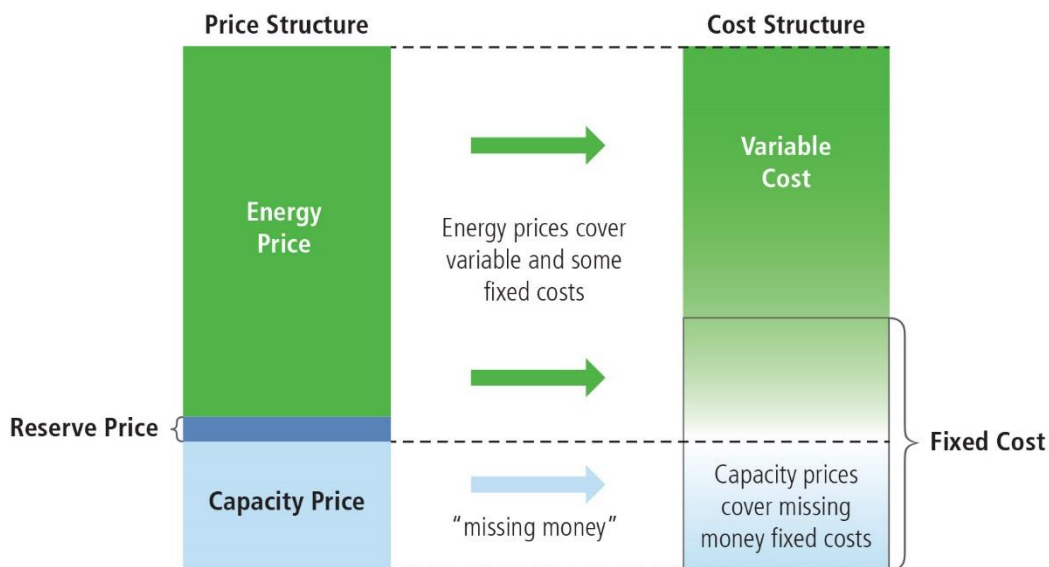 Price Structure
Cost Structure
Energy
Price
Variable
Cost
Energy prices cover
variable and some
fixed costs
Reserve Price
Fixed Cost
Capacity Price
"missing money"
Capacity prices
cover missing
money fixed costs